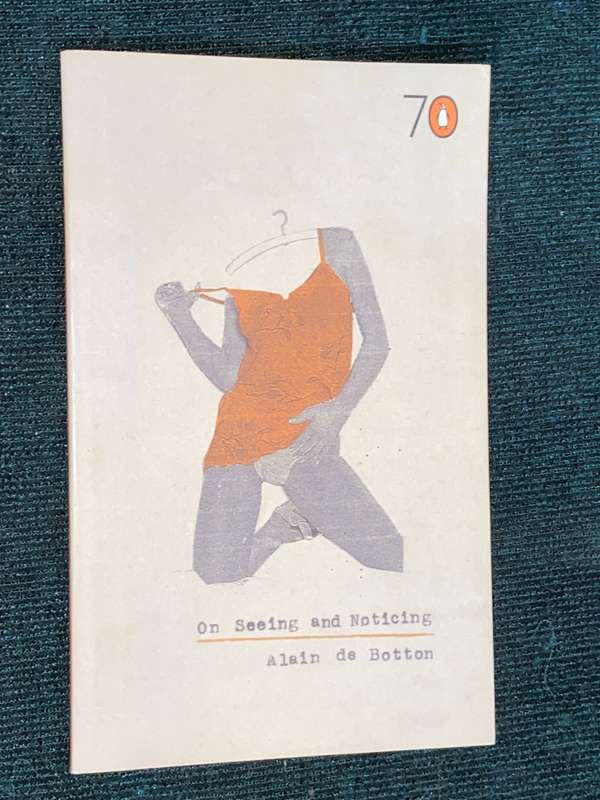 70
On Seeing and Noticing
Alain de Botton